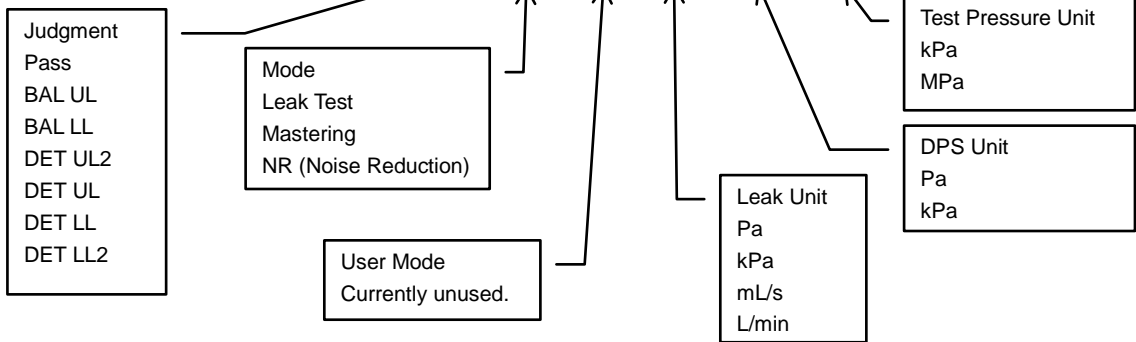 Judgment
Pass
BAL UL
BAL LL
DET UL2
DET UL
DET LL
DET LL2
Mode
Leak Test
Mastering
NR (Noise Reduction)
User Mode
Currently unused.
Leak Unit
Pa
kPa
mL/s
L/min
Test Pressure Unit
kPa
MPa
DPS Unit
Pa
kPa